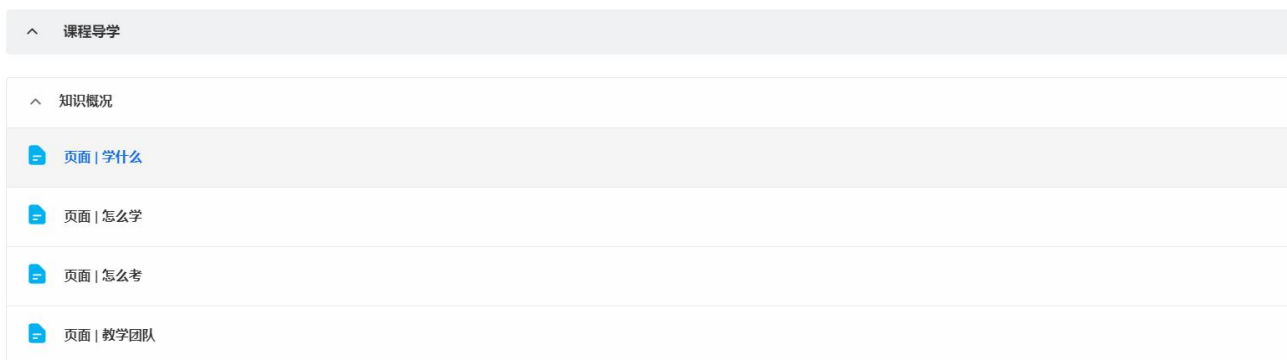 课程导学
知识概况
页面 | 学什么
页面 | 怎么学
页面 | 怎么考
页面 | 教学团队